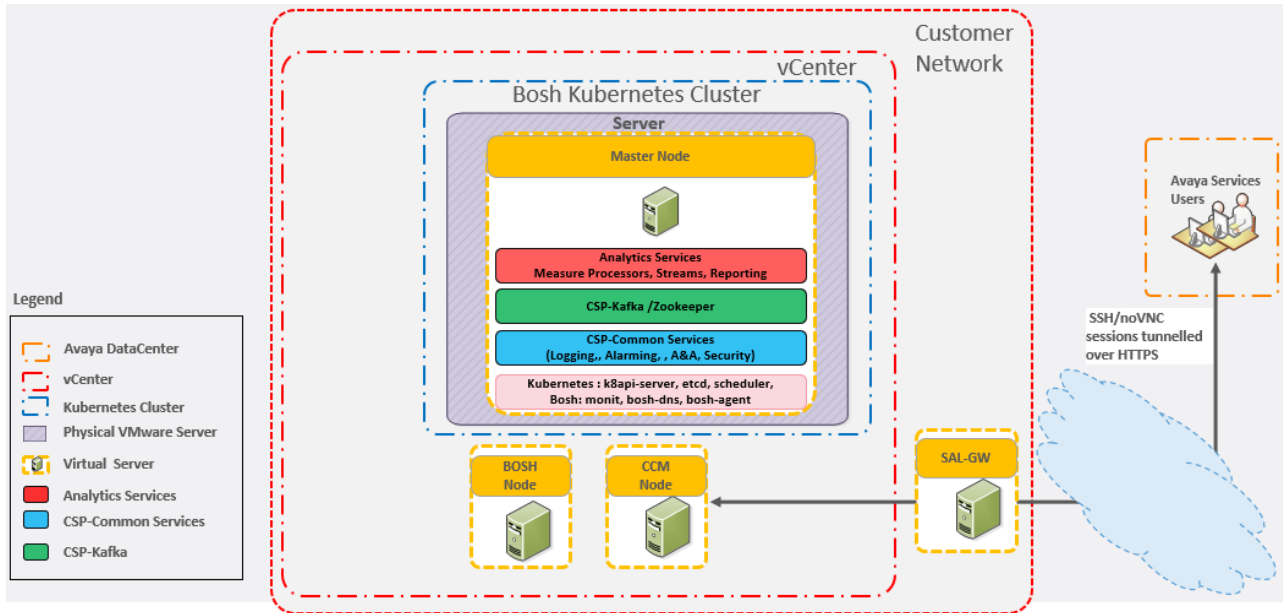 Customer
Network
vCenter
Bosh Kubernetes Cluster
Server
Master Node
Analytics Services
Measure Processors, Streams, Reporting
CSP-Kafka /Zookeeper
CSP-Common Services
(Logging,, Alarming, , A&A, Security)
Kubernetes : k8api-server, etcd, scheduler,
Bosh: monit, bosh-dns, bosh-agent
BOSH
Node
CCM
Node
SAL-GW
Avaya Services
Users
SSH/noVNC
sessions tunnelled
over HTTPS
Legend
Avaya DataCenter
vCenter
Kubernetes Cluster
Physical VMware Server
Virtual Server
Analytics Services
CSP-Common Services
CSP-Kafka